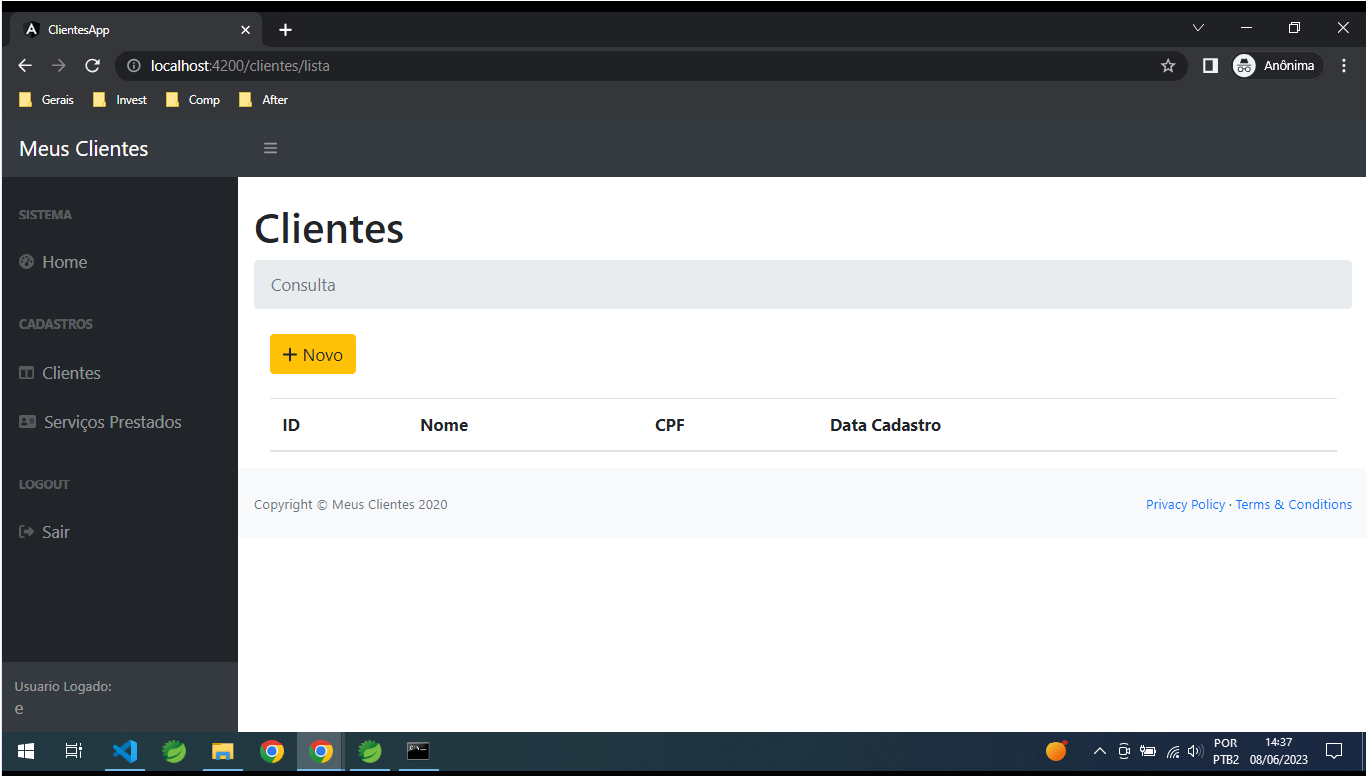 ClientesApp
localhost:4200/clientes/lista
Anônima
Gerais Invest Comp After
Meus Clientes
SISTEMA
Home
CADASTROS
Clientes
Serviços Prestados
LOGOUT
Sair
Usuario Logado:
e
Clientes
Consulta
+ Novo
ID Nome CPF Data Cadastro
Copyright © Meus Clientes 2020
Privacy Policy · Terms & Conditions
POR
PTB2
14:37
08/06/2023